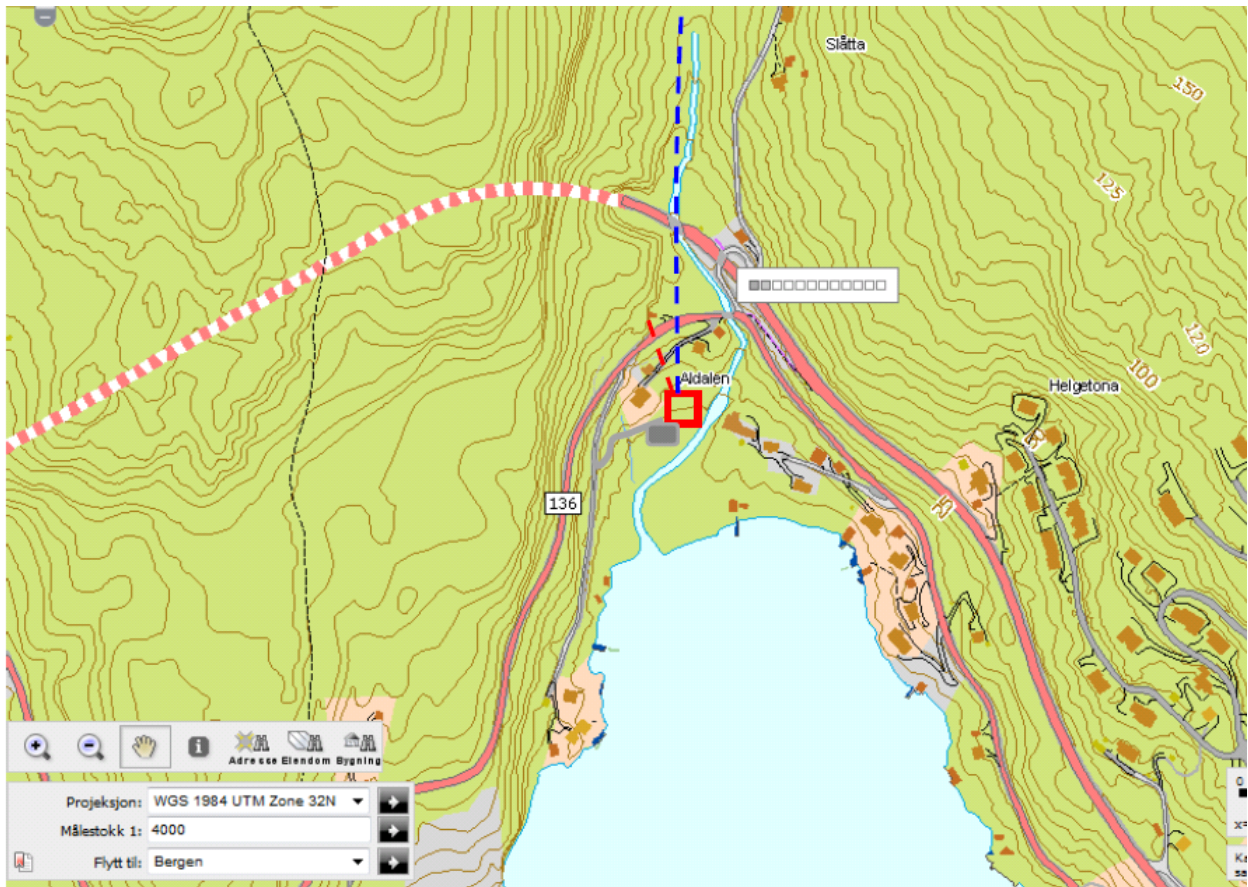 Slåtta
150
125
120
100
Aldalen
Helgetona
136
Adresse Eiendom Bygning
Projeksjon: WGS 1984 UTM Zone 32N
Målestokk 1: 4000
Flytt til: Bergen
0
x=